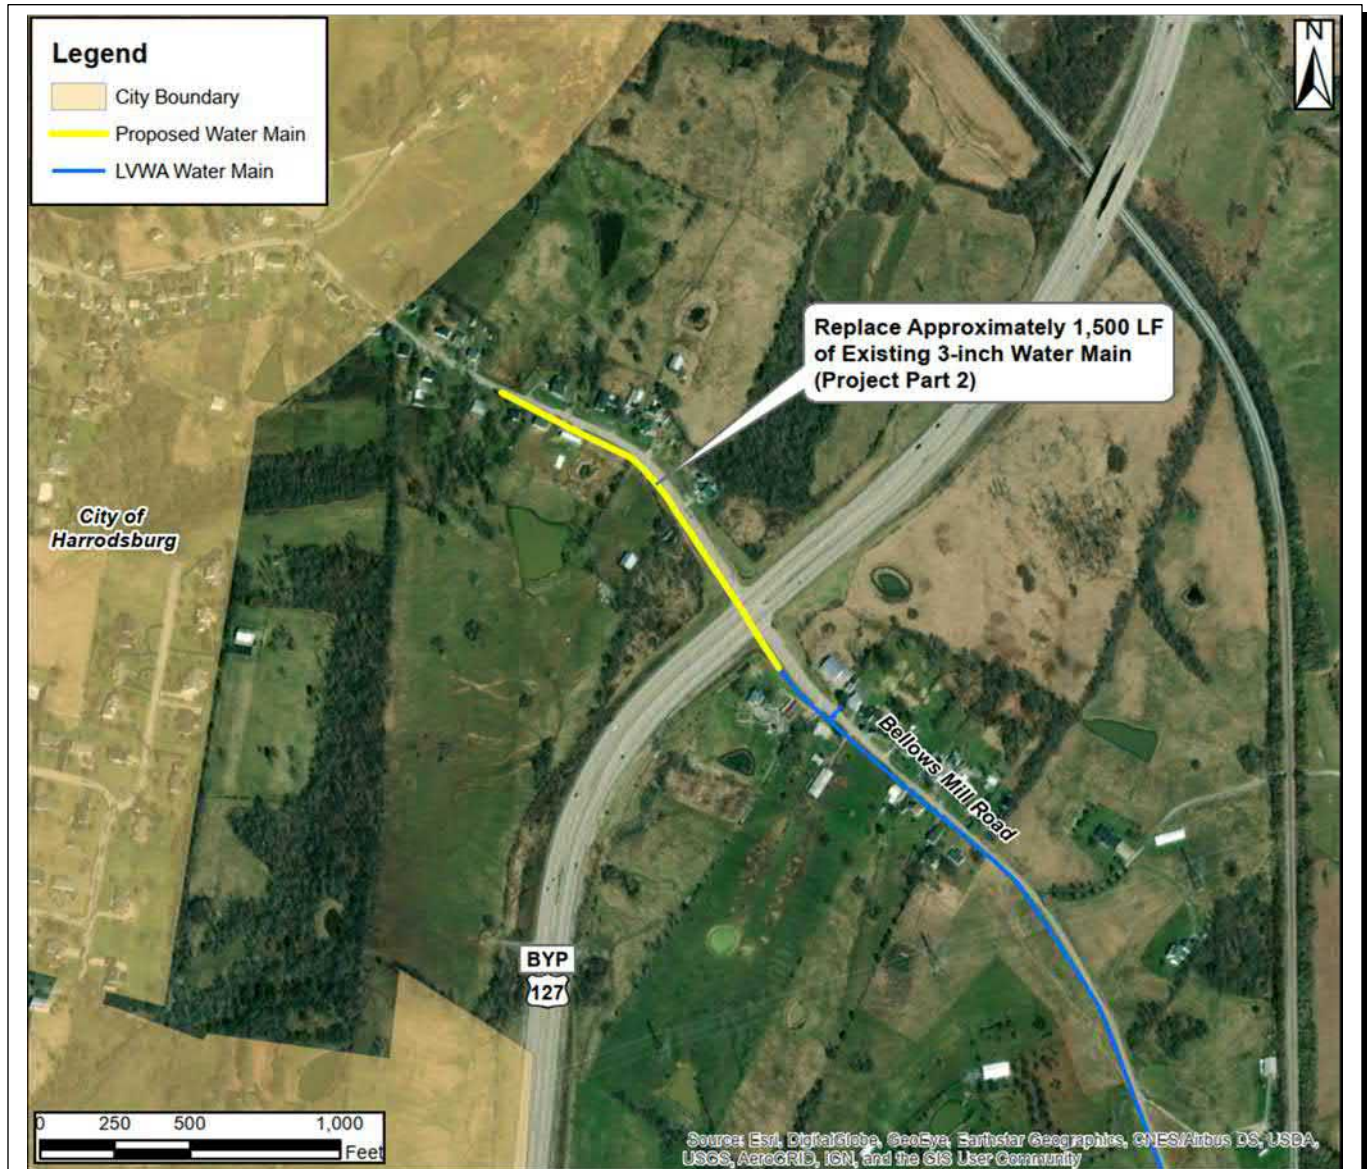 Legend
City Boundary
Proposed Water Main
LVWA Water Main
N
Replace Approximately 1,500 LF
of Existing 3-inch Water Main
(Project Part 2)
City of
Harrodsburg
Bellows Mill Road
BYP
127
0 250 500 1,000
Feet
Source: Esri, DigitalGlobe, GeoEye, Earthstar Geographics, CNES/Airbus DS, USDA,
USGS, AeroGRID, IGN, and the GIS User Community